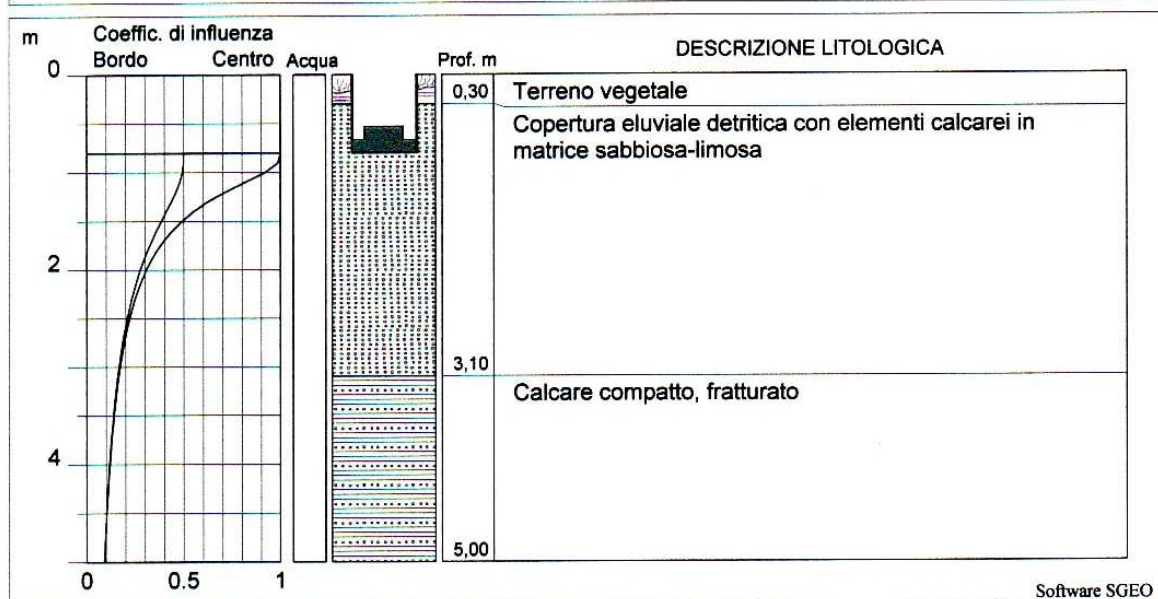 m
Coeffic. di influenza
Bordo Centro Acqua Prof. m
DESCRIZIONE LITOLOGICA
0
0,30 Terreno vegetale
Copertura eluviale detritica con elementi calcarei in
matrice sabbiosa-limosa
2
3,10
Calcare compatto, fratturato
4
5,00
0 0.5 1
Software SGEO